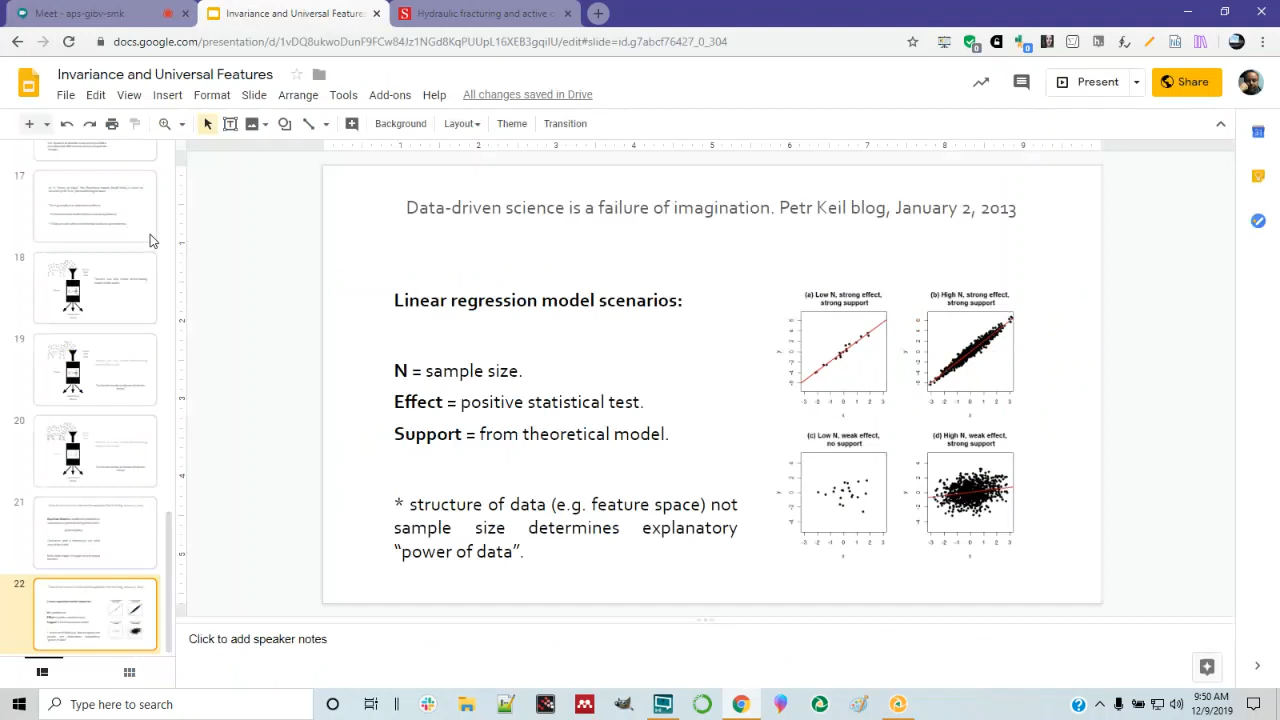 Meet - aps-gibv-smk
Invariance and Universal Features
Hydraulic fracturing and active c
docs.google.com/presentation/d/1vDQ8ukwoDunF9FCw84Jz1NGd8KqPUUpL16XEB3gqiIU/edit#slide=id.g7abcf76427_0_304
Invariance and Universal Features
Present
Share
File Edit View Insert Format Slide Arrange Tools Add-ons Help All changes saved in Drive
Background Layout Theme Transition
17
18
19
20
21
22
Data-driven science is a failure of imagination. Petr Keil blog, January 2, 2013
Linear regression model scenarios:
N = sample size.
Effect = positive statistical test.
Support = from theoretical model.
* structure of data (e.g. feature space) not
sample size determines explanatory
"power of data".
(a) Low N, strong effect,
strong support
(b) High N, strong effect,
strong support
(c) Low N, weak effect,
no support
(d) High N, weak effect,
strong support
Click to add speaker notes
Type here to search
9:50 AM
12/9/2019